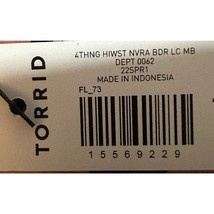 TORRID
4THNG HIWST NVRA BDR LC MB
DEPT 0062
22SPR1
MADE IN INDONESIA
FL_73
15569229